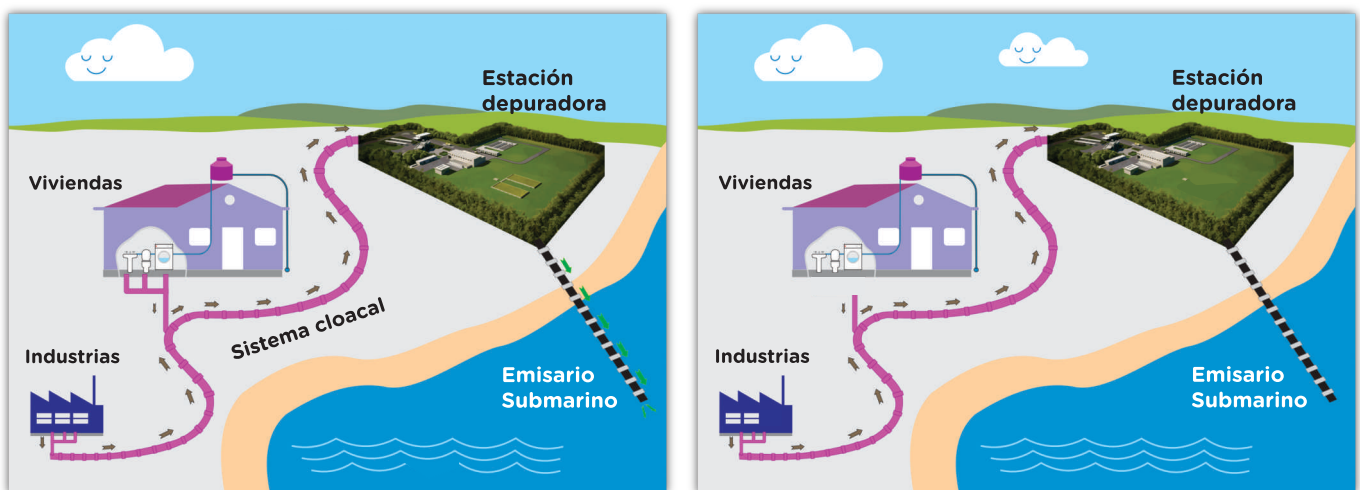 Estación
depuradora
Viviendas
Sistema cloacal
Industrias
Emisario
Submarino
Estación
depuradora
Viviendas
Industrias
Emisario
Submarino